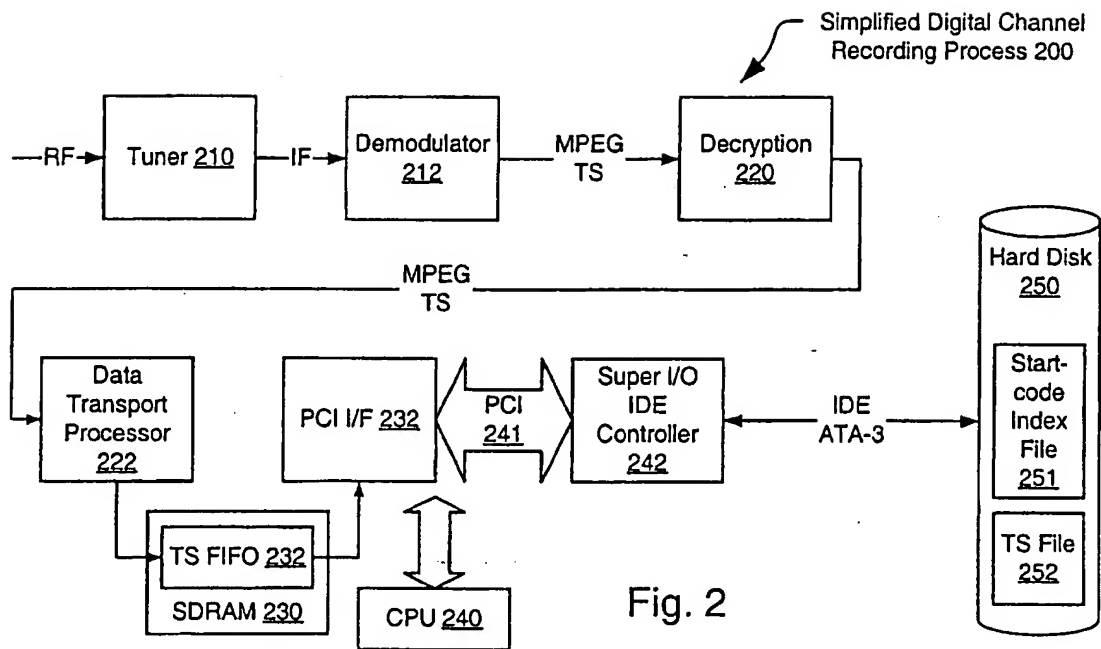 Simplified Digital Channel
Recording Process 200
RF
Tuner 210
IF
Demodulator
212
MPEG
TS
Decryption
220
MPEG
TS
Hard Disk
250
Data
Transport
Processor
222
PCI I/F 232
PCI
241
Super I/O
IDE
Controller
242
IDE
ATA-3
Start-
code
Index
File
251
TS FIFO 232
SDRAM 230
CPU 240
Fig. 2
TS File
252